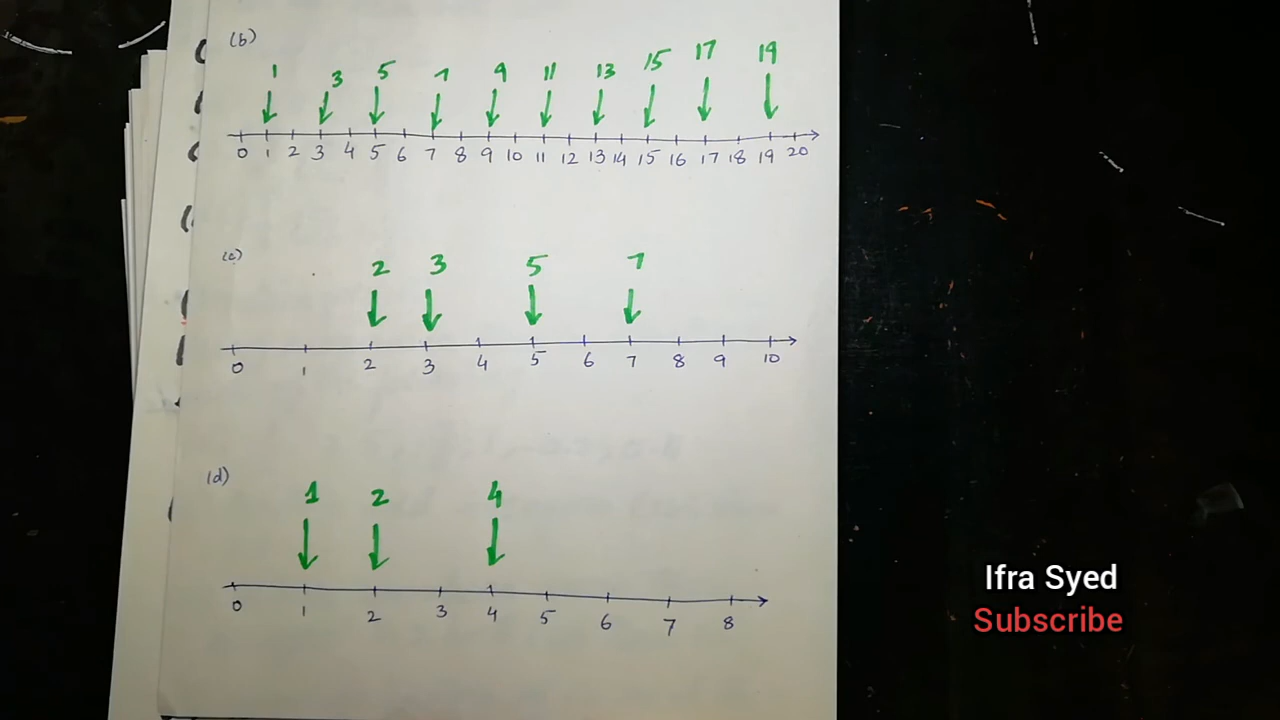 (b)
1 3 5 7 9 11 13 15 17 19
0 1 2 3 4 5 6 7 8 9 10 11 12 13 14 15 16 17 18 19 20
(c)
2 3 5 7
0 1 2 3 4 5 6 7 8 9 10
(d)
1 2 4
0 1 2 3 4 5 6 7 8
Ifra Syed
Subscribe